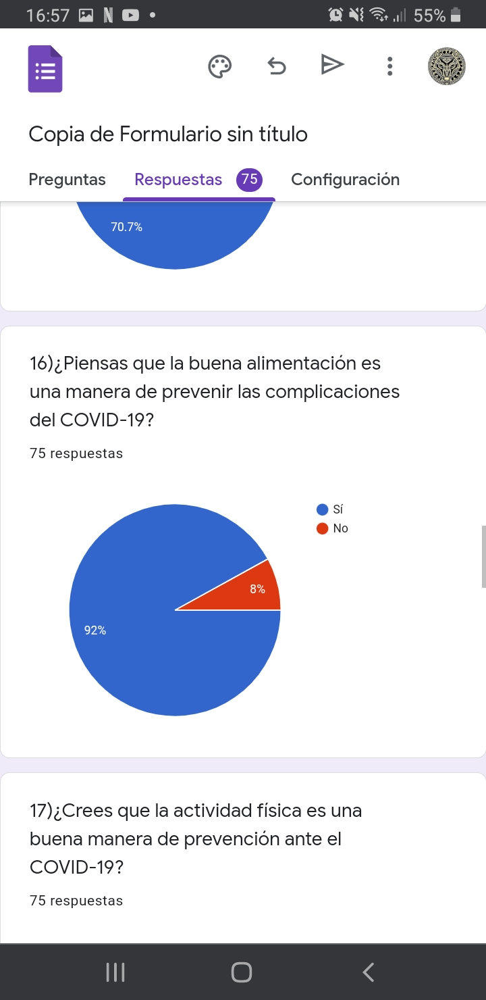 16:57
55%
Copia de Formulario sin título
Preguntas Respuestas 75 Configuración
70.7%
16)¿Piensas que la buena alimentación es
una manera de prevenir las complicaciones
del COVID-19?
75 respuestas
Sí
No
8%
92%
17)¿Crees que la actividad física es una
buena manera de prevención ante el
COVID-19?
75 respuestas